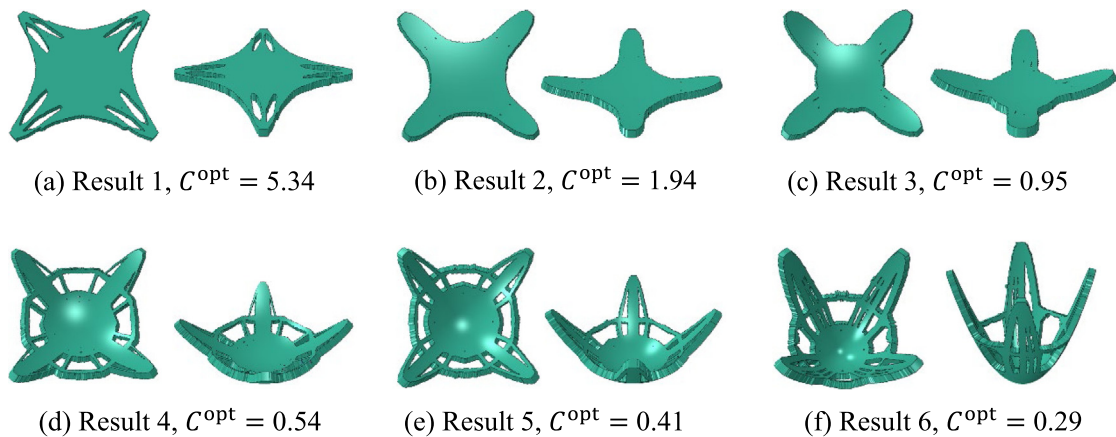 (a) Result 1, C^opt = 5.34
(b) Result 2, C^opt = 1.94
(c) Result 3, C^opt = 0.95
(d) Result 4, C^opt = 0.54
(e) Result 5, C^opt = 0.41
(f) Result 6, C^opt = 0.29